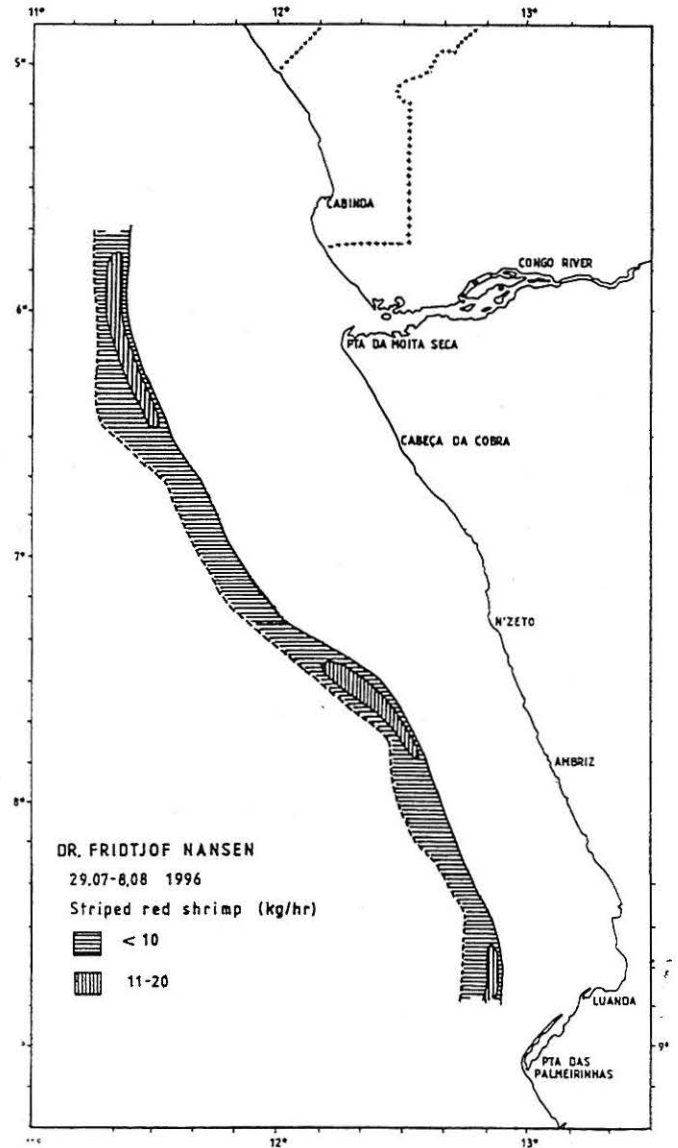 11° 12° 13°
5°
CABINDA
CONGO RIVER
6°
PTA DA MOITA SECA
CABEÇA DA COBRA
7°
N'ZETO
AMBRIZ
8°
DR. FRIDTJOF NANSEN
29.07-8.08 1996
Striped red shrimp (kg/hr)
< 10
11-20
LUANDA
9°
PTA DAS
PALMEIRINHAS
12° 13°